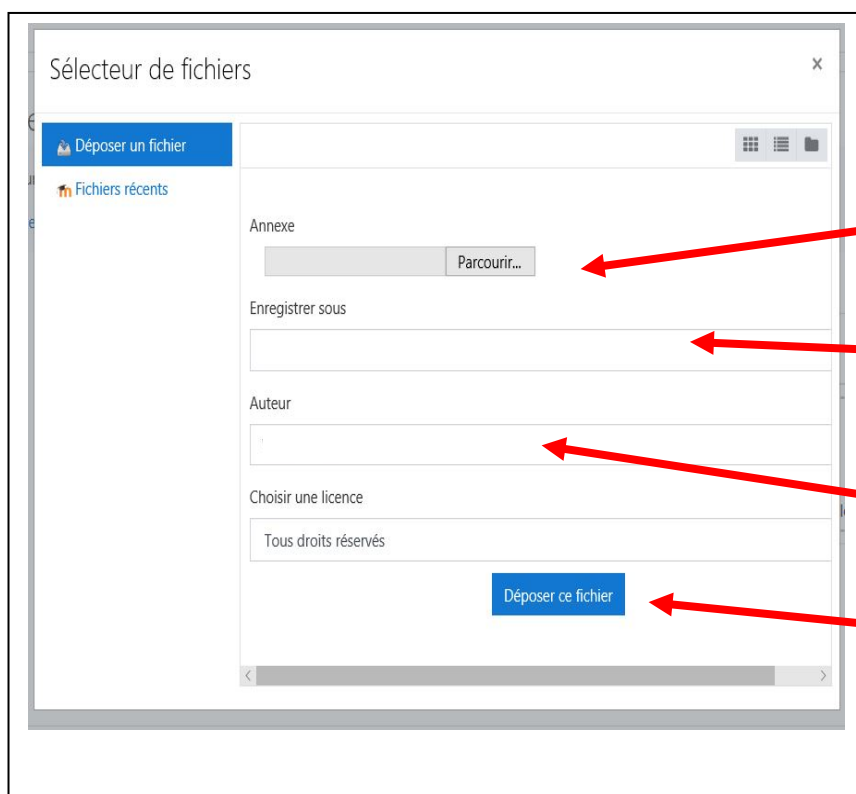 Sélecteur de fichiers
×
Déposer un fichier
Fichiers récents
Annexe
Parcourir...
Enregistrer sous
Auteur
Choisir une licence
Tous droits réservés
Déposer ce fichier